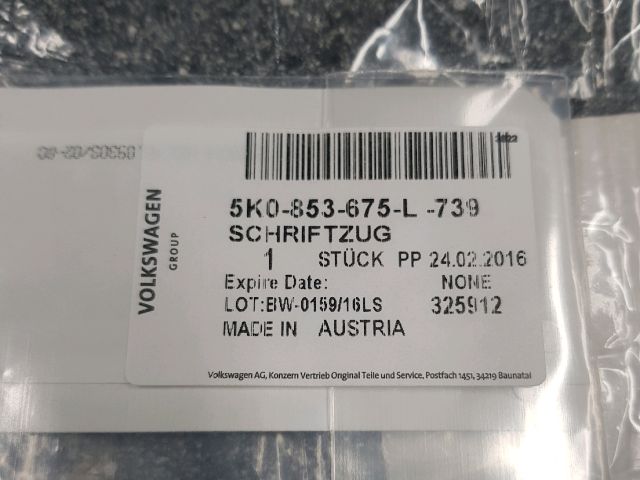 VOLKSWAGEN
GROUP
5K0-853-675-L -739
SCHRIFTZUG
1 STÜCK PP 24.02.2016
Expire Date: NONE
LOT:BW-0159/16LS 325912
MADE IN AUSTRIA
Volkswagen AG, Konzern Vertrieb Original Teile und Service, Postfach 1451, 34219 Baunatal